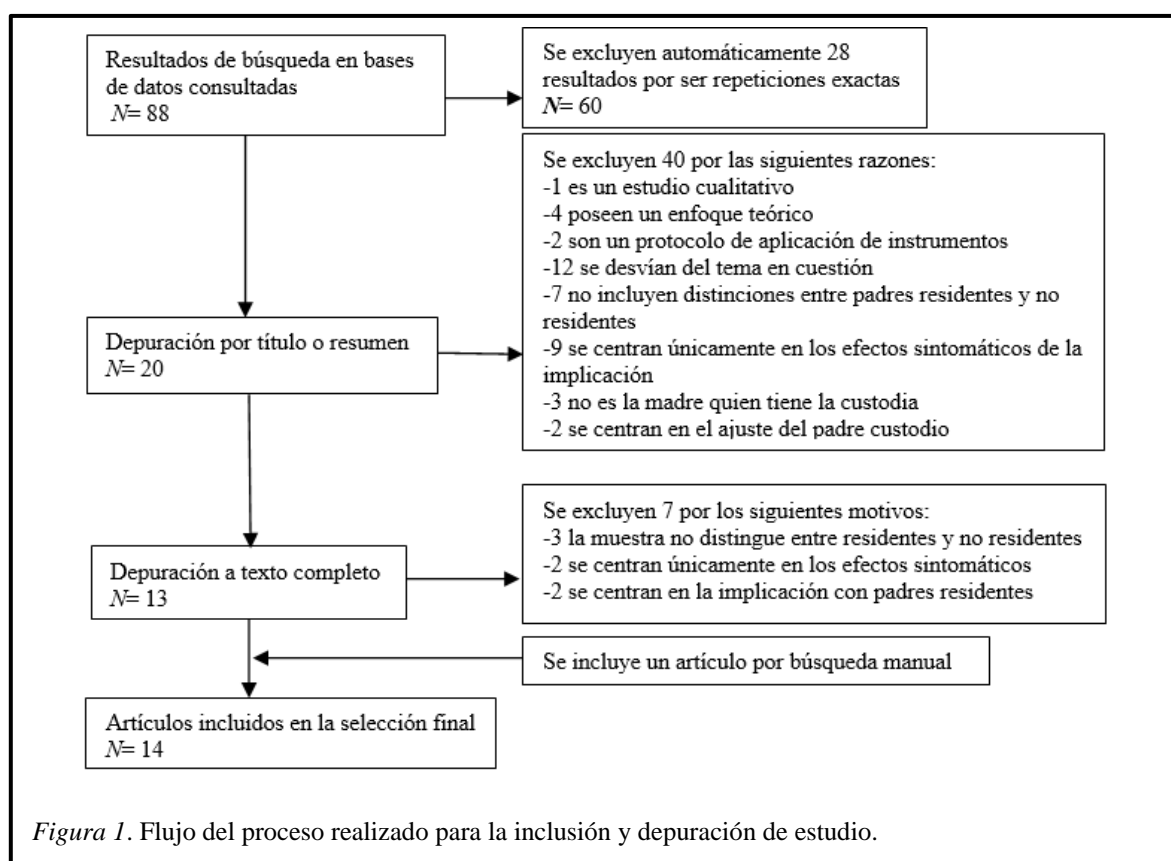 Resultados de búsqueda en bases
de datos consultadas
N= 88
Se excluyen automáticamente 28
resultados por ser repeticiones exactas
N= 60
Se excluyen 40 por las siguientes razones:
-1 es un estudio cualitativo
-4 poseen un enfoque teórico
-2 son un protocolo de aplicación de instrumentos
-12 se desvían del tema en cuestión
-7 no incluyen distinciones entre padres residentes y no
residentes
-9 se centran únicamente en los efectos sintomáticos de la
implicación
-3 no es la madre quien tiene la custodia
-2 se centran en el ajuste del padre custodio
Depuración por título o resumen
N= 20
Se excluyen 7 por los siguientes motivos:
-3 la muestra no distingue entre residentes y no residentes
-2 se centran únicamente en los efectos sintomáticos
-2 se centran en la implicación con padres residentes
Depuración a texto completo
N= 13
Se incluye un artículo por búsqueda manual
Artículos incluidos en la selección final
N= 14
Figura 1. Flujo del proceso realizado para la inclusión y depuración de estudio.